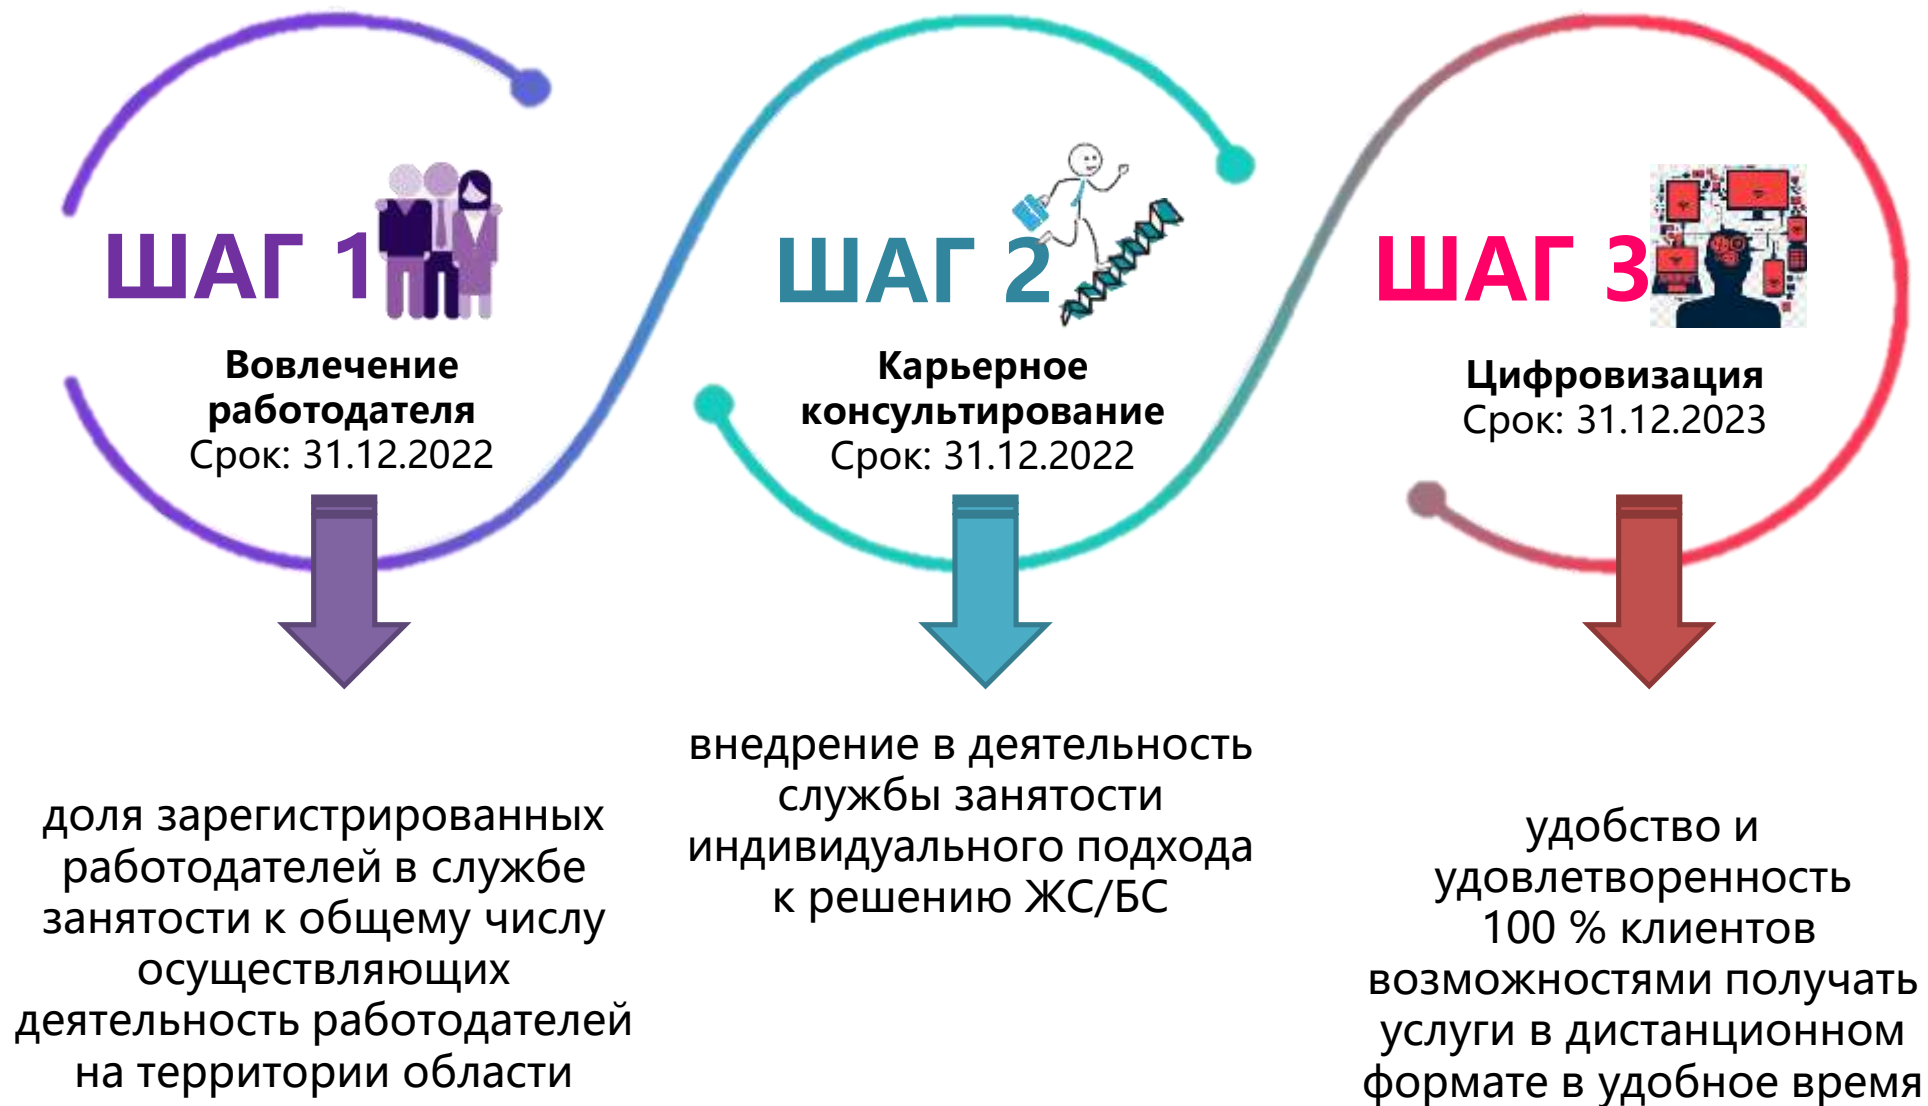 ШАГ 1
Вовлечение
работодателя
Срок: 31.12.2022
доля зарегистрированных
работодателей в службе
занятости к общему числу
осуществляющих
деятельность работодателей
на территории области
ШАГ 2
Карьерное
консультирование
Срок: 31.12.2022
внедрение в деятельность
службы занятости
индивидуального подхода
к решению ЖС/БС
ШАГ 3
Цифровизация
Срок: 31.12.2023
удобство и
удовлетворенность
100 % клиентов
возможностями получать
услуги в дистанционном
формате в удобное время